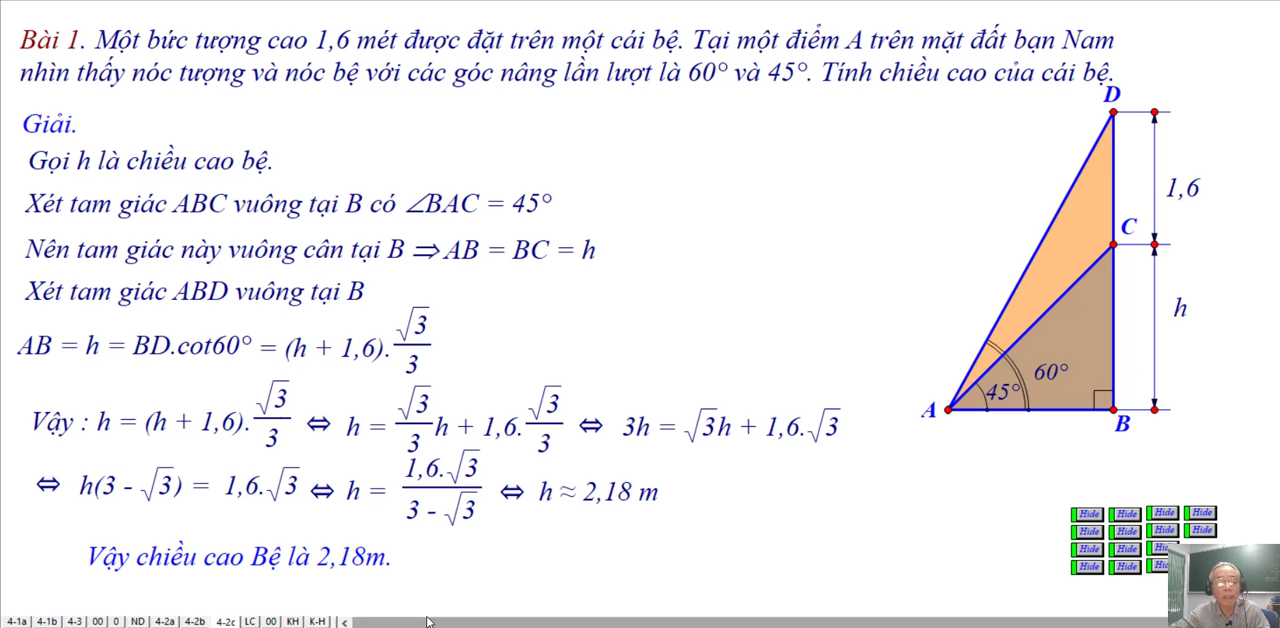 Bài 1. Một bức tượng cao 1,6 mét được đặt trên một cái bệ. Tại một điểm A trên mặt đất bạn Nam
nhìn thấy nóc tượng và nóc bệ với các góc nâng lần lượt là 60° và 45°. Tính chiều cao của cái bệ.
Giải.
Gọi h là chiều cao bệ.
Xét tam giác ABC vuông tại B có ∠BAC = 45°
Nên tam giác này vuông cân tại B ⇒ AB = BC = h
Xét tam giác ABD vuông tại B
AB = h = BD.cot60° = (h + 1,6).√3/3
Vậy : h = (h + 1,6).√3/3 ⇔ h = √3/3 h + 1,6.√3/3 ⇔ 3h = √3h + 1,6.√3
⇔ h(3 - √3) = 1,6.√3 ⇔ h = 1,6.√3/(3 - √3) ⇔ h ≈ 2,18 m
Vậy chiều cao Bệ là 2,18m.
D
1,6
C
h
60°
45°
A
B
Hide Hide Hide Hide
Hide Hide Hide Hide
Hide Hide
Hide Hide
4-1a | 4-1b | 4-3 | 00 | 0 | ND | 4-2a | 4-2b | 4-2c | LC | 00 | KH | K-H |